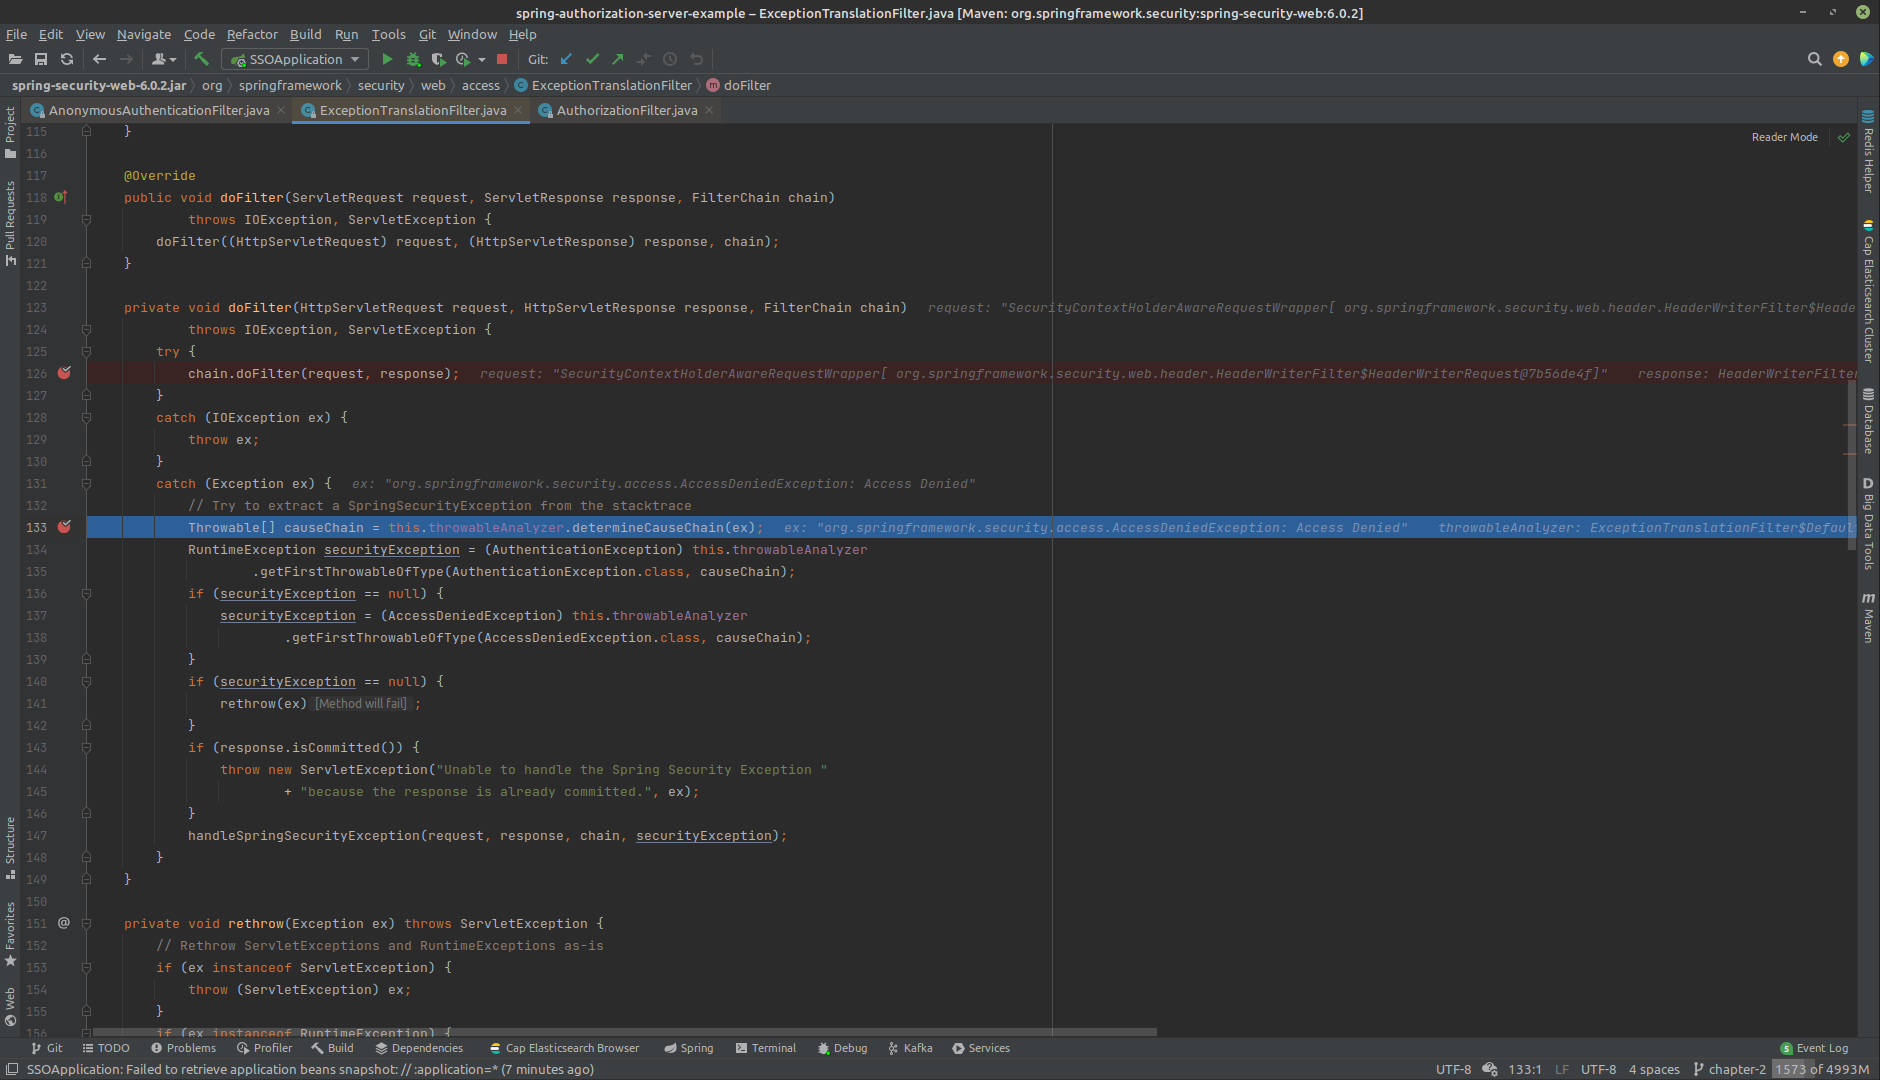 spring-authorization-server-example – ExceptionTranslationFilter.java [Maven: org.springframework.security:spring-security-web:6.0.2]
File Edit View Navigate Code Refactor Build Run Tools Git Window Help
SSOApplication Git:
spring-security-web-6.0.2.jar org springframework security web access ExceptionTranslationFilter doFilter
AnonymousAuthenticationFilter.java ExceptionTranslationFilter.java AuthorizationFilter.java
Reader Mode
115 }
116
117 @Override
118 public void doFilter(ServletRequest request, ServletResponse response, FilterChain chain)
119 throws IOException, ServletException {
120 doFilter((HttpServletRequest) request, (HttpServletResponse) response, chain);
121 }
122
123 private void doFilter(HttpServletRequest request, HttpServletResponse response, FilterChain chain) request: "SecurityContextHolderAwareRequestWrapper[ org.springframework.security.web.header.HeaderWriterFilter$Heade
124 throws IOException, ServletException {
125 try {
126 chain.doFilter(request, response); request: "SecurityContextHolderAwareRequestWrapper[ org.springframework.security.web.header.HeaderWriterFilter$HeaderWriterRequest@7b56de4f]" response: HeaderWriterFilter
127 }
128 catch (IOException ex) {
129 throw ex;
130 }
131 catch (Exception ex) { ex: "org.springframework.security.access.AccessDeniedException: Access Denied"
132 // Try to extract a SpringSecurityException from the stacktrace
133 Throwable[] causeChain = this.throwableAnalyzer.determineCauseChain(ex); ex: "org.springframework.security.access.AccessDeniedException: Access Denied" throwableAnalyzer: ExceptionTranslationFilter$Defaul
134 RuntimeException securityException = (AuthenticationException) this.throwableAnalyzer
135 .getFirstThrowableOfType(AuthenticationException.class, causeChain);
136 if (securityException == null) {
137 securityException = (AccessDeniedException) this.throwableAnalyzer
138 .getFirstThrowableOfType(AccessDeniedException.class, causeChain);
139 }
140 if (securityException == null) {
141 rethrow(ex) [Method will fail] ;
142 }
143 if (response.isCommitted()) {
144 throw new ServletException("Unable to handle the Spring Security Exception "
145 + "because the response is already committed.", ex);
146 }
147 handleSpringSecurityException(request, response, chain, securityException);
148 }
149 }
150
151 @ private void rethrow(Exception ex) throws ServletException {
152 // Rethrow ServletExceptions and RuntimeExceptions as-is
153 if (ex instanceof ServletException) {
154 throw (ServletException) ex;
155 }
156 if (ex instanceof RuntimeException) {
Project
Pull Requests
Structure
Favorites
Web
Redis Helper
Cap Elasticsearch Cluster
Database
D Big Data Tools
m Maven
Git TODO Problems Profiler Build Dependencies Cap Elasticsearch Browser Spring Terminal Debug Kafka Services 5 Event Log
SSOApplication: Failed to retrieve application beans snapshot: // :application=* (7 minutes ago) UTF-8 133:1 LF UTF-8 4 spaces chapter-2 1573 of 4993M